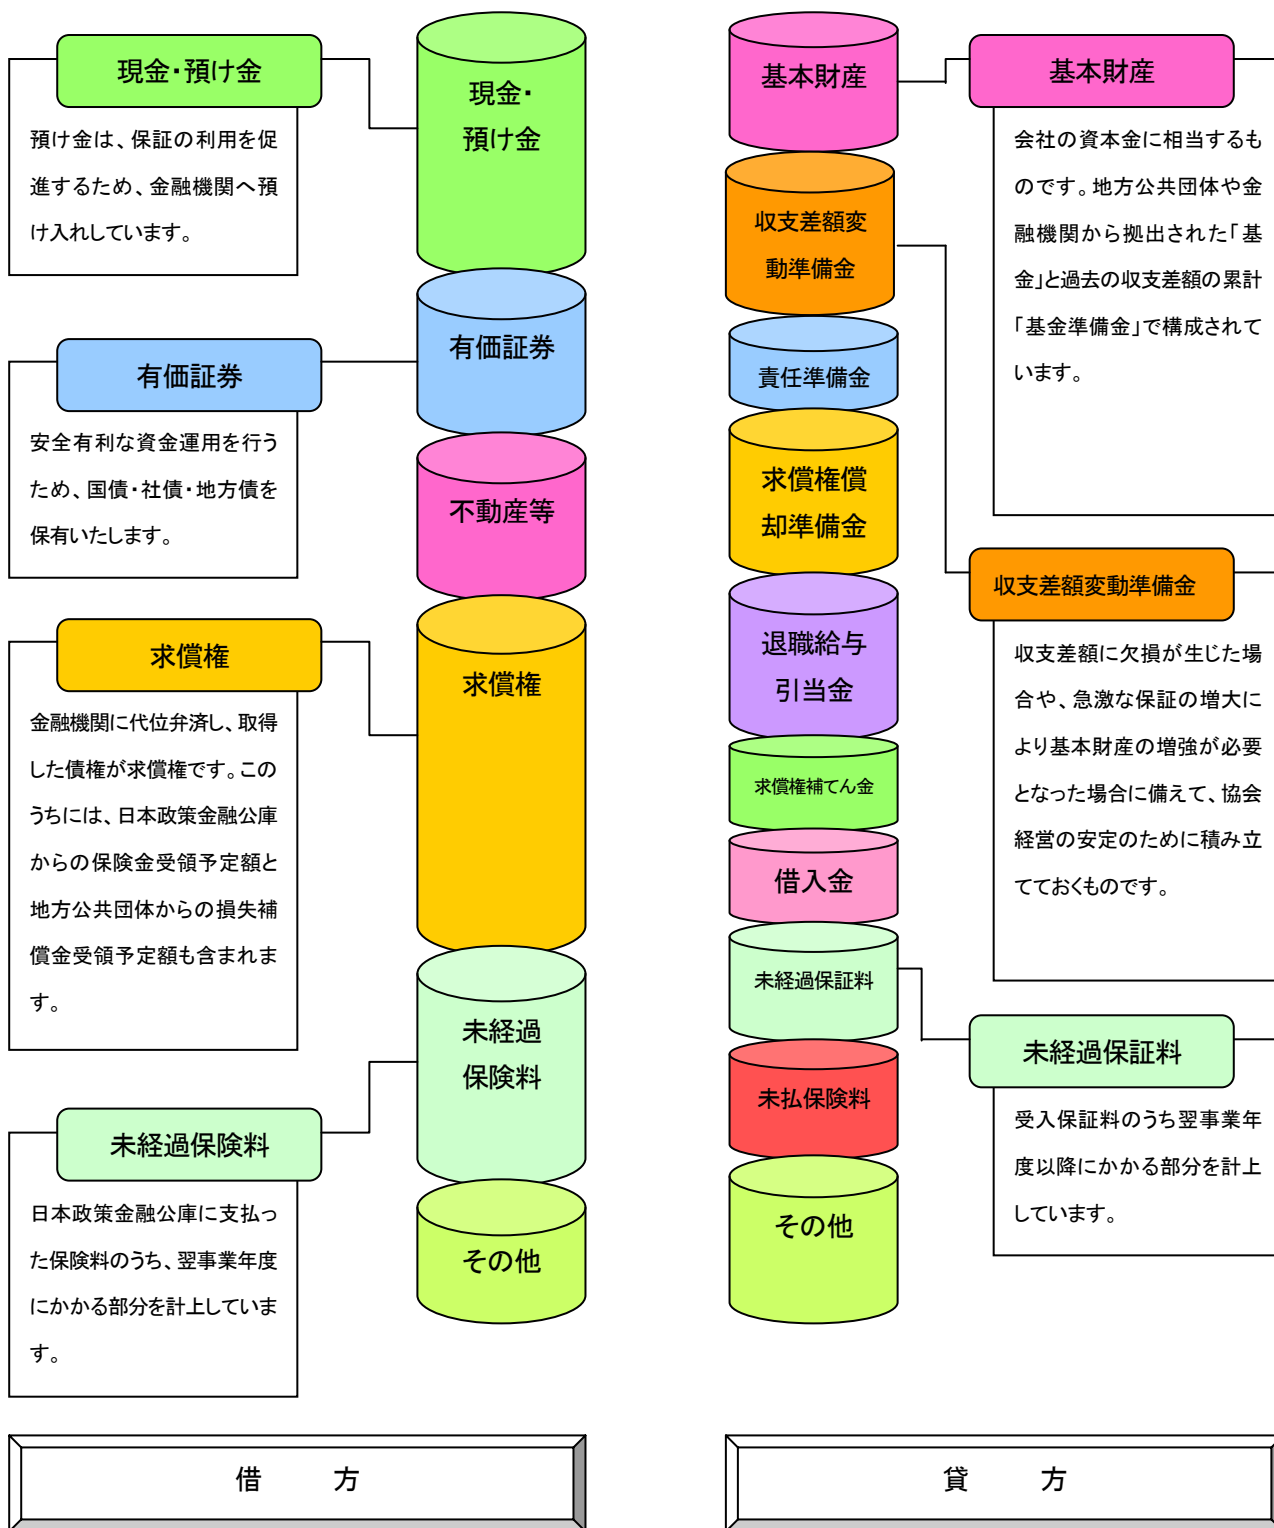 現金・預け金
預け金は、保証の利用を促
進するため、金融機関へ預
け入れしています。
有価証券
安全有利な資金運用を行う
ため、国債・社債・地方債を
保有いたします。
求償権
金融機関に代位弁済し、取得
した債権が求償権です。この
うちには、日本政策金融公庫
からの保険金受領予定額と
地方公共団体からの損失補
償金受領予定額も含まれま
す。
未経過保険料
日本政策金融公庫に支払っ
た保険料のうち、翌事業年度
にかかる部分を計上していま
す。
現金・
預け金
有価証券
不動産等
求償権
未経過
保険料
その他
借　方
基本財産
収支差額変
動準備金
責任準備金
求償権償
却準備金
退職給与
引当金
求償権補てん金
借入金
未経過保証料
未払保険料
その他
基本財産
会社の資本金に相当するも
のです。地方公共団体や金
融機関から拠出された「基
金」と過去の収支差額の累計
「基金準備金」で構成されて
います。
収支差額変動準備金
収支差額に欠損が生じた場
合や、急激な保証の増大に
より基本財産の増強が必要
となった場合に備えて、協会
経営の安定のために積み立
てておくものです。
未経過保証料
受入保証料のうち翌事業年
度以降にかかる部分を計上
しています。
貸　方